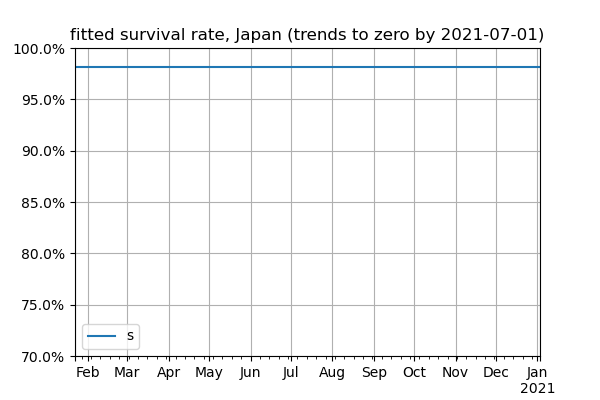 fitted survival rate, Japan (trends to zero by 2021-07-01)
100.0%
95.0%
90.0%
85.0%
80.0%
75.0%
70.0%
s
Feb Mar Apr May Jun Jul Aug Sep Oct Nov Dec Jan
2021